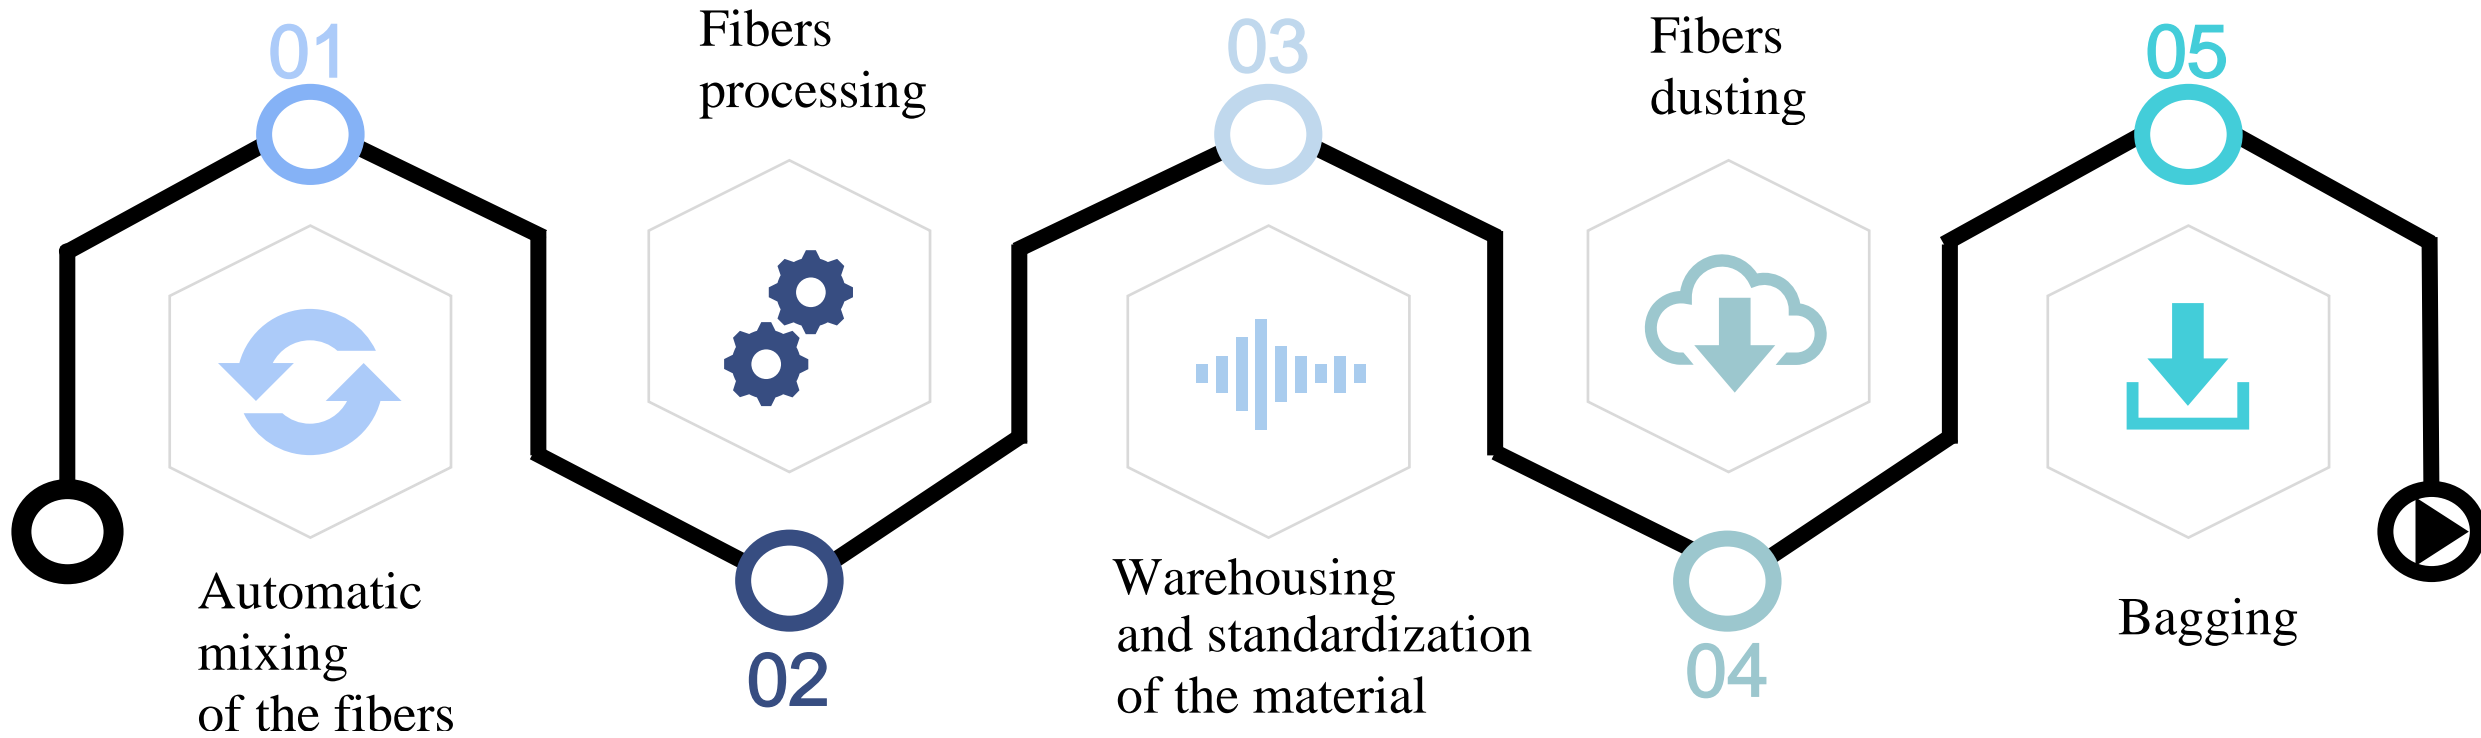 01
Automatic
mixing
of the fibers
Fibers
processing
02
03
Warehousing
and standardization
of the material
Fibers
dusting
04
05
Bagging